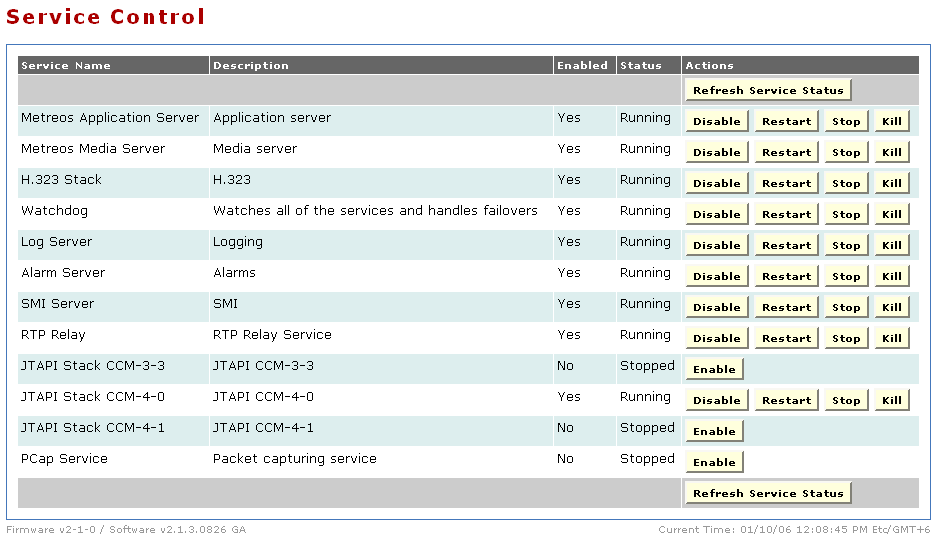 Service Control
Service Name Description Enabled Status Actions
Refresh Service Status
Metreos Application Server Application server Yes Running Disable Restart Stop Kill
Metreos Media Server Media server Yes Running Disable Restart Stop Kill
H.323 Stack H.323 Yes Running Disable Restart Stop Kill
Watchdog Watches all of the services and handles failovers Yes Running Disable Restart Stop Kill
Log Server Logging Yes Running Disable Restart Stop Kill
Alarm Server Alarms Yes Running Disable Restart Stop Kill
SMI Server SMI Yes Running Disable Restart Stop Kill
RTP Relay RTP Relay Service Yes Running Disable Restart Stop Kill
JTAPI Stack CCM-3-3 JTAPI CCM-3-3 No Stopped Enable
JTAPI Stack CCM-4-0 JTAPI CCM-4-0 Yes Running Disable Restart Stop Kill
JTAPI Stack CCM-4-1 JTAPI CCM-4-1 No Stopped Enable
PCap Service Packet capturing service No Stopped Enable
Refresh Service Status
Firmware v2-1-0 / Software v2.1.3.0826 GA Current Time: 01/10/06 12:08:45 PM Etc/GMT+6